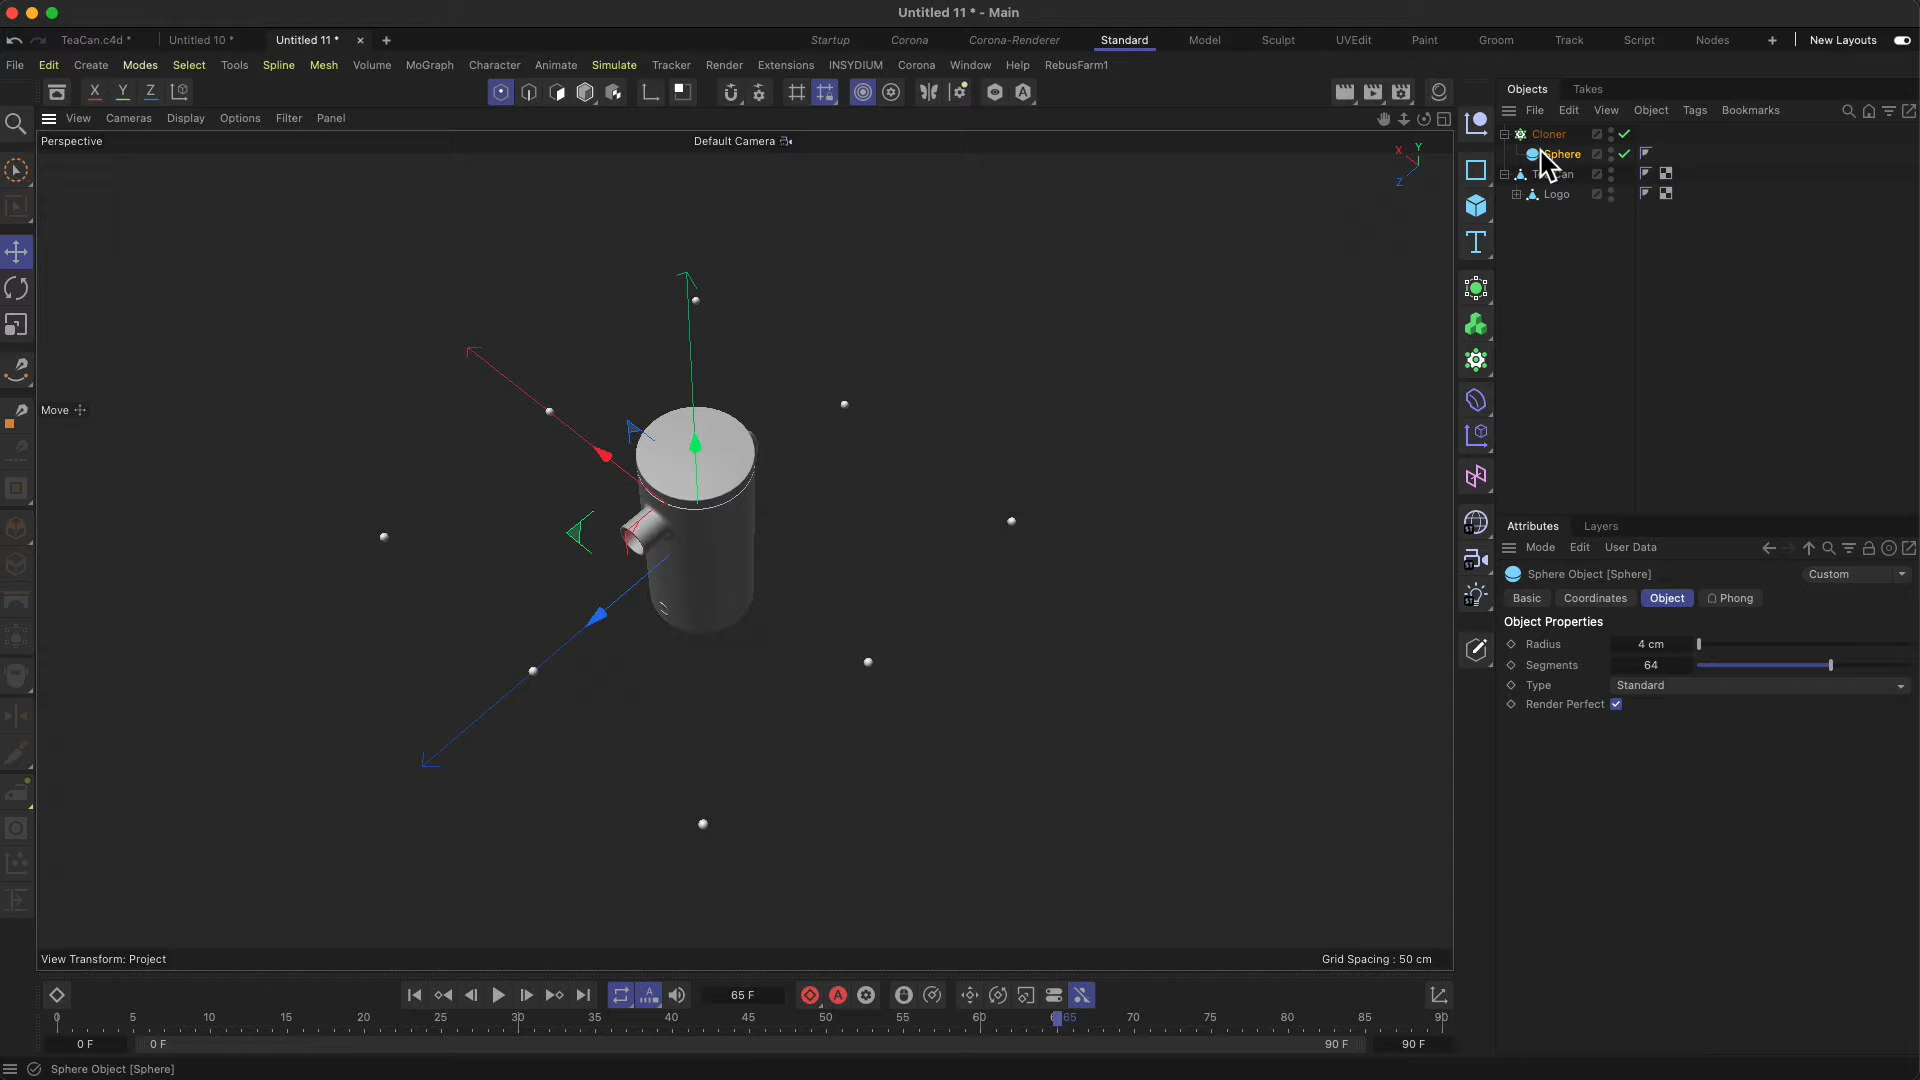 Untitled 11 * - Main
TeaCan.c4d *
Untitled 10 *
Untitled 11 *
Startup
Corona
Corona-Renderer
Standard
Model
Sculpt
UVEdit
Paint
Groom
Track
Script
Nodes
New Layouts
File Edit Create Modes Select Tools Spline Mesh Volume MoGraph Character Animate Simulate Tracker Render Extensions INSYDIUM Corona Window Help RebusFarm1
X Y Z
View Cameras Display Options Filter Panel
Perspective
Default Camera
X Y Z
Move
View Transform: Project
Grid Spacing : 50 cm
Objects Takes
File Edit View Object Tags Bookmarks
Cloner
Sphere
Logo
Attributes Layers
Mode Edit User Data
Sphere Object [Sphere]
Custom
Basic Coordinates Object Phong
Object Properties
Radius 4 cm
Segments 64
Type Standard
Render Perfect
65 F
0 5 10 15 20 25 30 35 40 45 50 55 60 65 70 75 80 85 90
0 F 0 F 90 F 90 F
Sphere Object [Sphere]